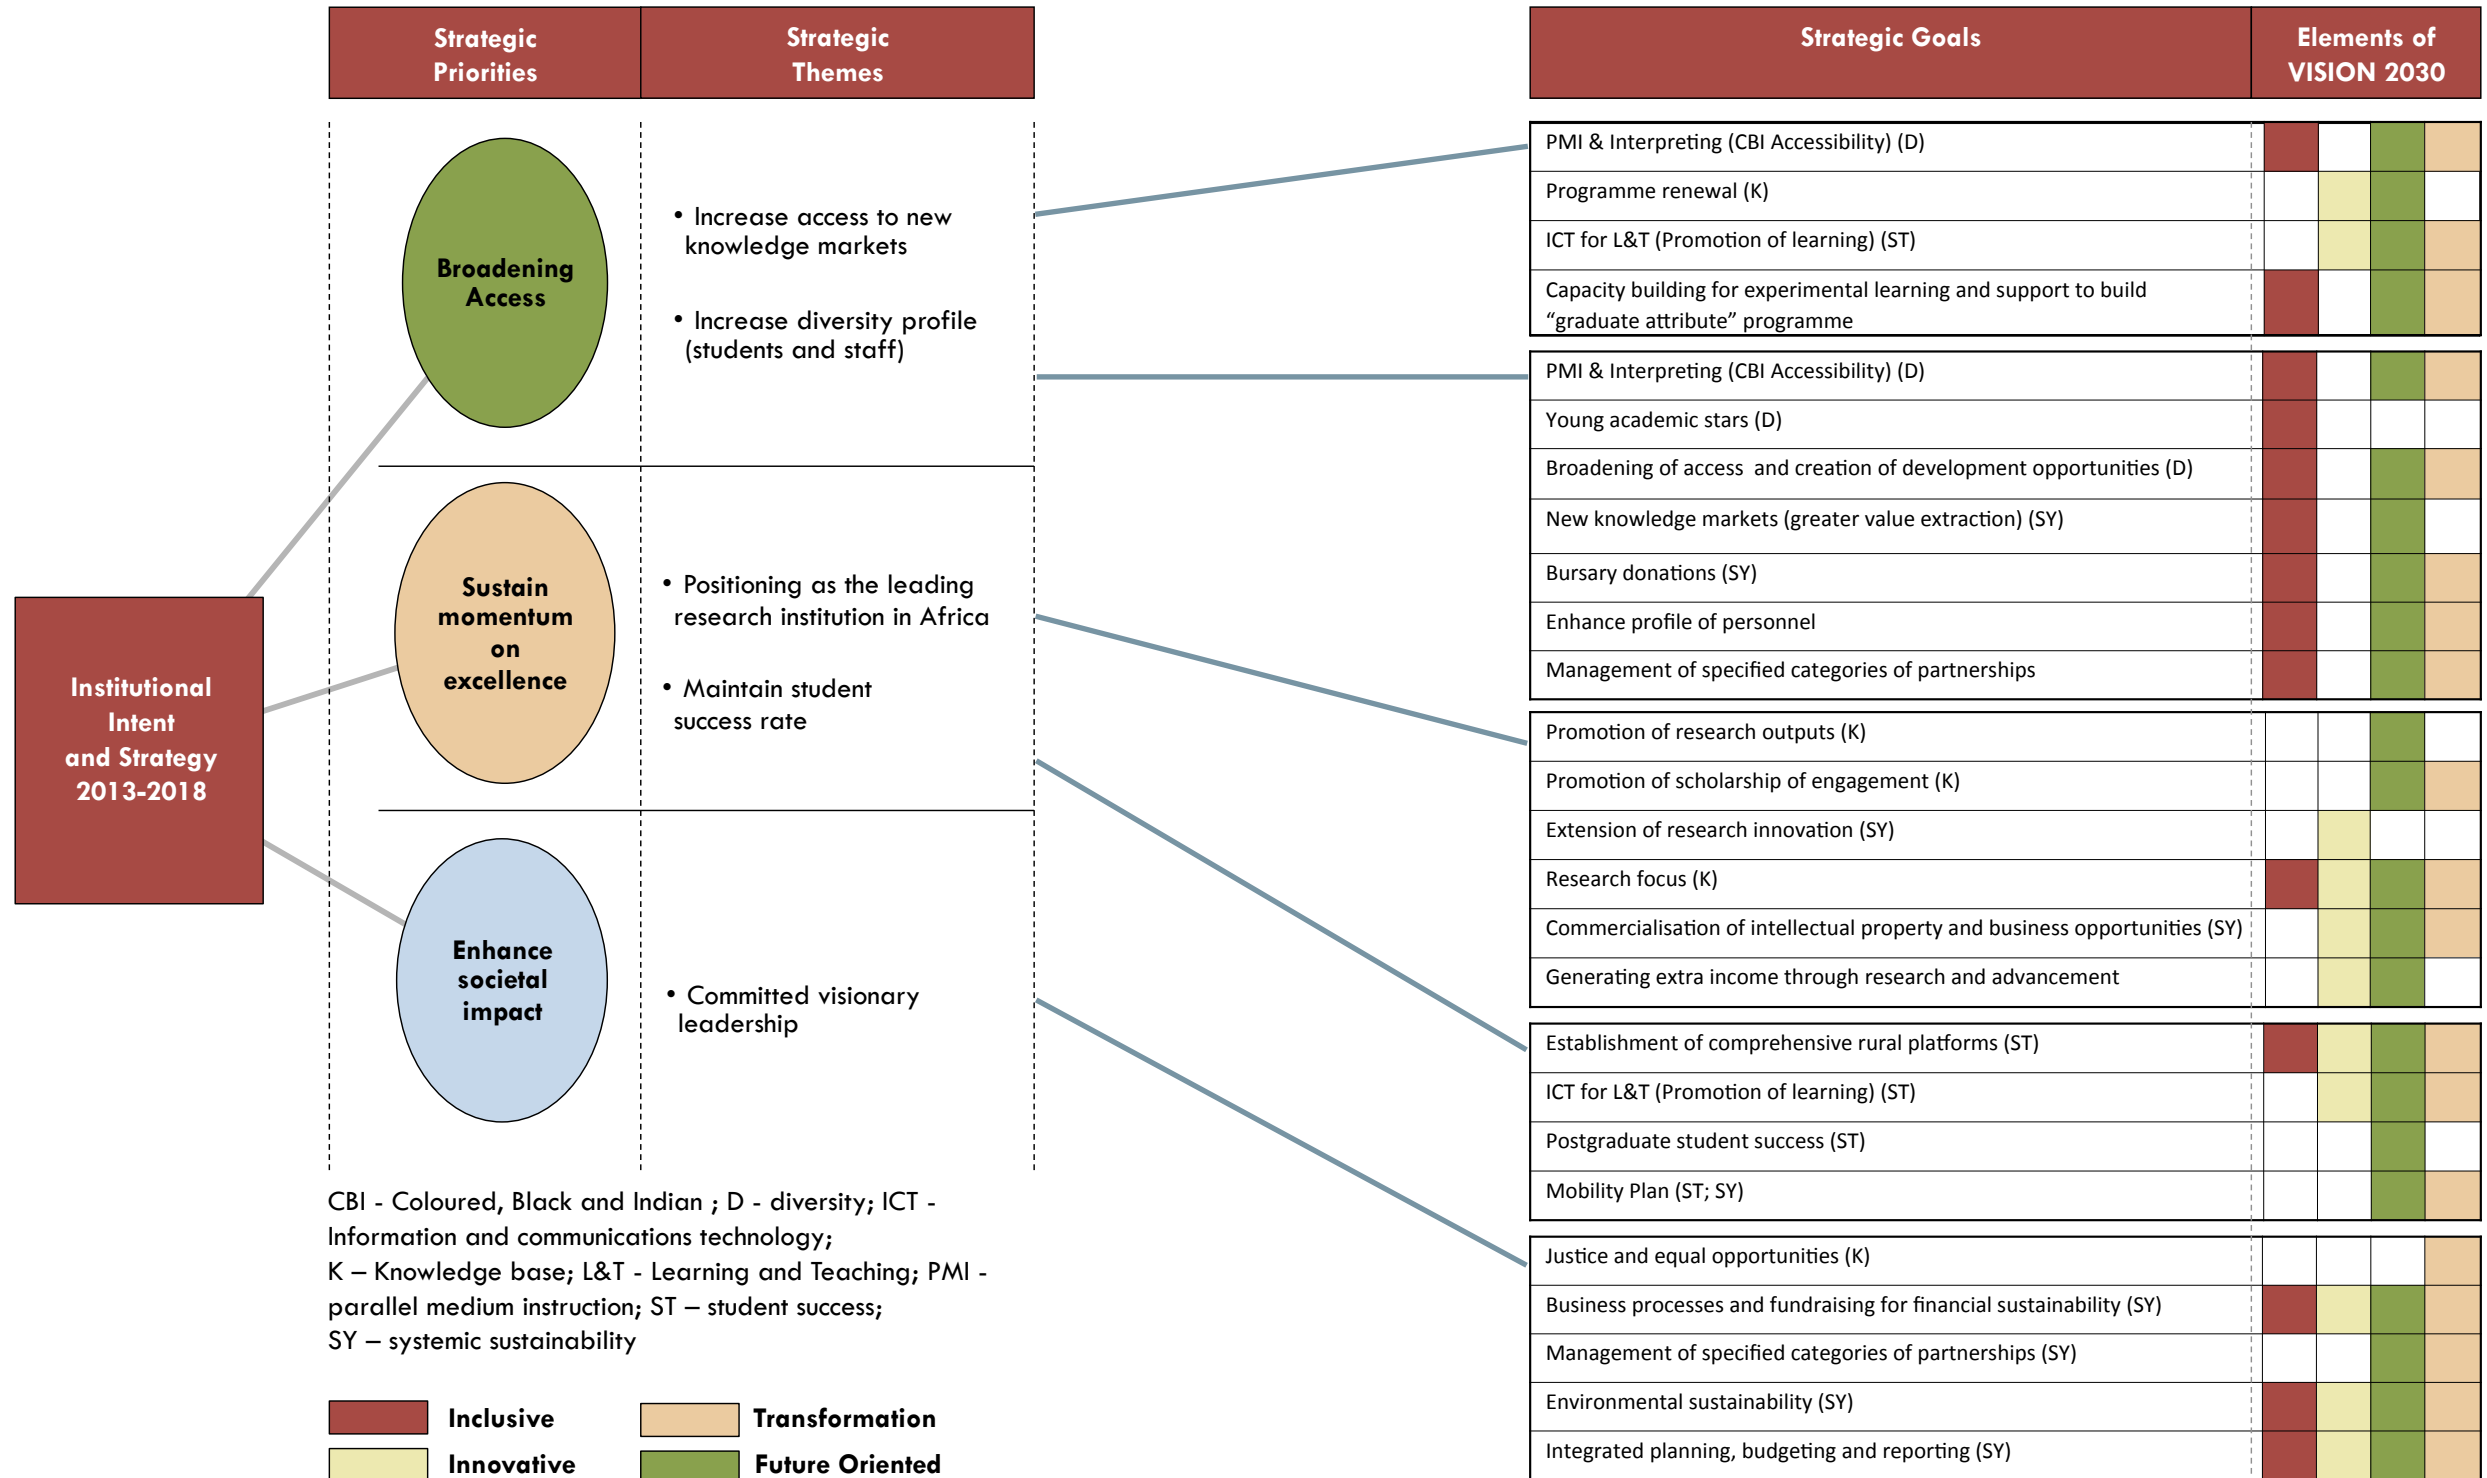 Strategic
Priorities
Strategic
Themes
Strategic Goals
Elements of
VISION 2030
Institutional
Intent
and Strategy
2013-2018
Broadening
Access
• Increase access to new
knowledge markets
• Increase diversity profile
(students and staff)
Sustain
momentum
on
excellence
• Positioning as the leading
research institution in Africa
• Maintain student
success rate
Enhance
societal
impact
• Committed visionary
leadership
PMI & Interpreting (CBI Accessibility) (D)
Programme renewal (K)
ICT for L&T (Promotion of learning) (ST)
Capacity building for experimental learning and support to build
“graduate attribute” programme
PMI & Interpreting (CBI Accessibility) (D)
Young academic stars (D)
Broadening of access and creation of development opportunities (D)
New knowledge markets (greater value extraction) (SY)
Bursary donations (SY)
Enhance profile of personnel
Management of specified categories of partnerships
Promotion of research outputs (K)
Promotion of scholarship of engagement (K)
Extension of research innovation (SY)
Research focus (K)
Commercialisation of intellectual property and business opportunities (SY)
Generating extra income through research and advancement
Establishment of comprehensive rural platforms (ST)
ICT for L&T (Promotion of learning) (ST)
Postgraduate student success (ST)
Mobility Plan (ST; SY)
Justice and equal opportunities (K)
Business processes and fundraising for financial sustainability (SY)
Management of specified categories of partnerships (SY)
Environmental sustainability (SY)
Integrated planning, budgeting and reporting (SY)
CBI - Coloured, Black and Indian ; D - diversity; ICT -
Information and communications technology;
K – Knowledge base; L&T - Learning and Teaching; PMI -
parallel medium instruction; ST – student success;
SY – systemic sustainability
Inclusive
Transformation
Innovative
Future Oriented